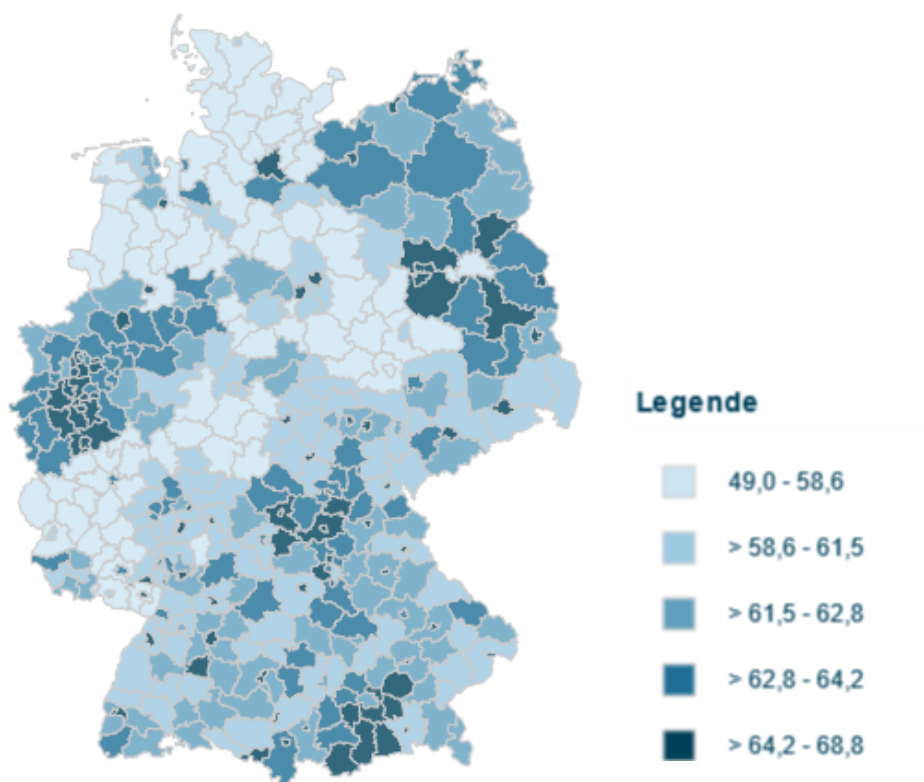 Legende
49,0 - 58,6
> 58,6 - 61,5
> 61,5 - 62,8
> 62,8 - 64,2
> 64,2 - 68,8